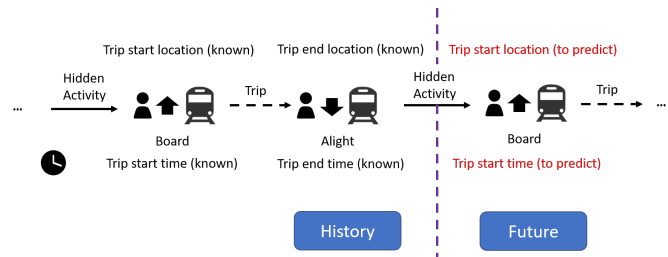 Trip start location (known)
Trip end location (known)
Trip start location (to predict)
Hidden
Activity
Trip
Hidden
Activity
Trip
...
...
Board
Alight
Board
Trip start time (known)
Trip end time (known)
Trip start time (to predict)
History
Future